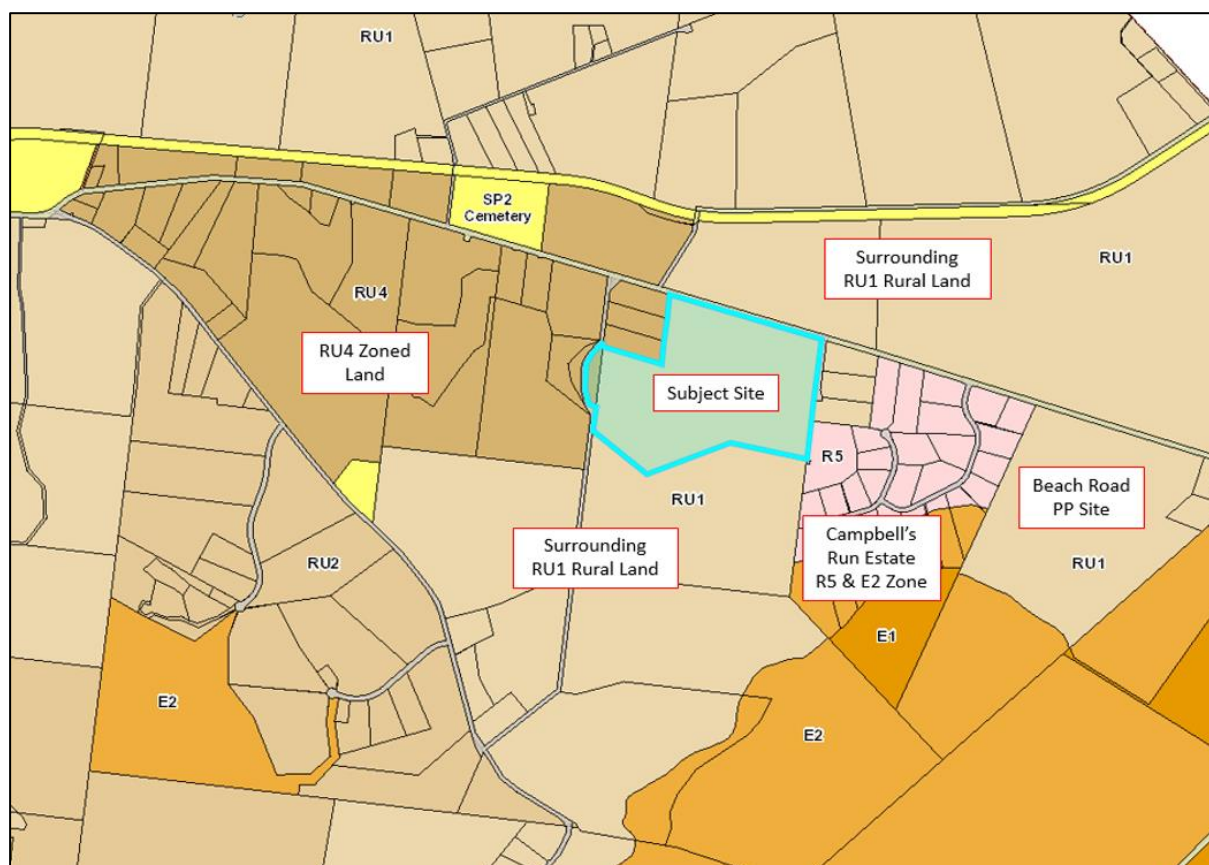 RU1
SP2
Cemetery
Surrounding
RU1 Rural Land
RU1
RU4
RU4 Zoned
Land
Subject Site
R5
RU1
Beach Road
PP Site
Surrounding
RU1 Rural Land
Campbell's
Run Estate
R5 & E2 Zone
RU2
RU1
E1
E2
E2